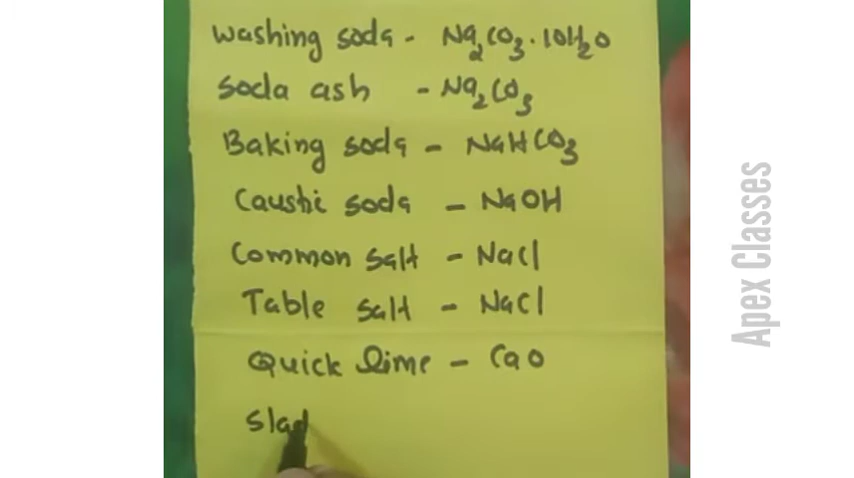 Washing soda - Na₂CO₃.10H₂O
Soda ash - Na₂CO₃
Baking soda - NaHCO₃
Caustic soda - NaOH
Common salt - NaCl
Table salt - NaCl
Quick lime - CaO
Apex Classes